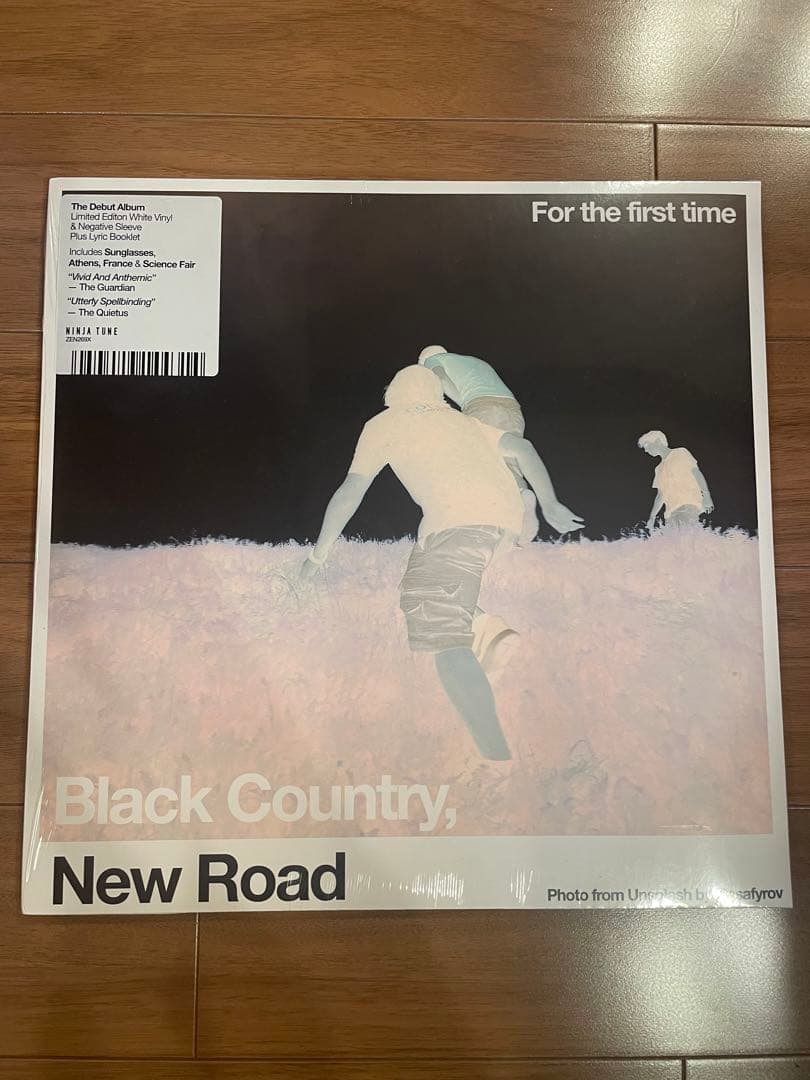 The Debut Album
Limited Editon White Vinyl
& Negative Sleeve
Plus Lyric Booklet
Includes Sunglasses,
Athens, France & Science Fair
“Vivid And Anthemic”
— The Guardian
“Utterly Spellbinding”
— The Quietus
NINJA TUNE
ZEN269X
For the first time
Black Country,
New Road
Photo from